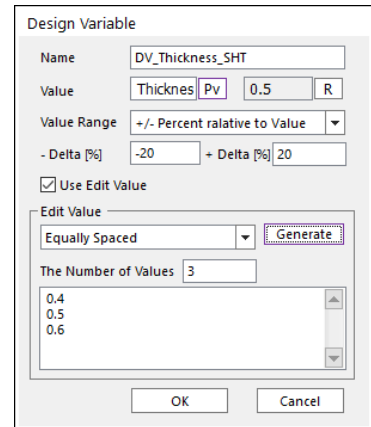 Design Variable
Name DV_Thickness_SHT
Value Thicknes Pv 0.5 R
Value Range +/- Percent ralative to Value
- Delta [%] -20 + Delta [%] 20
Use Edit Value
Edit Value
Equally Spaced Generate
The Number of Values 3
0.4
0.5
0.6
OK Cancel